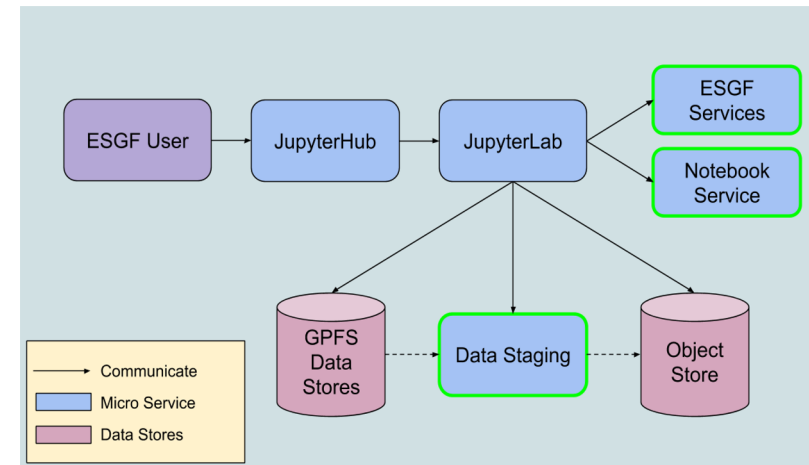 ESGF User
JupyterHub
JupyterLab
ESGF
Services
Notebook
Service
GPFS
Data
Stores
Data Staging
Object
Store
Communicate
Micro Service
Data Stores